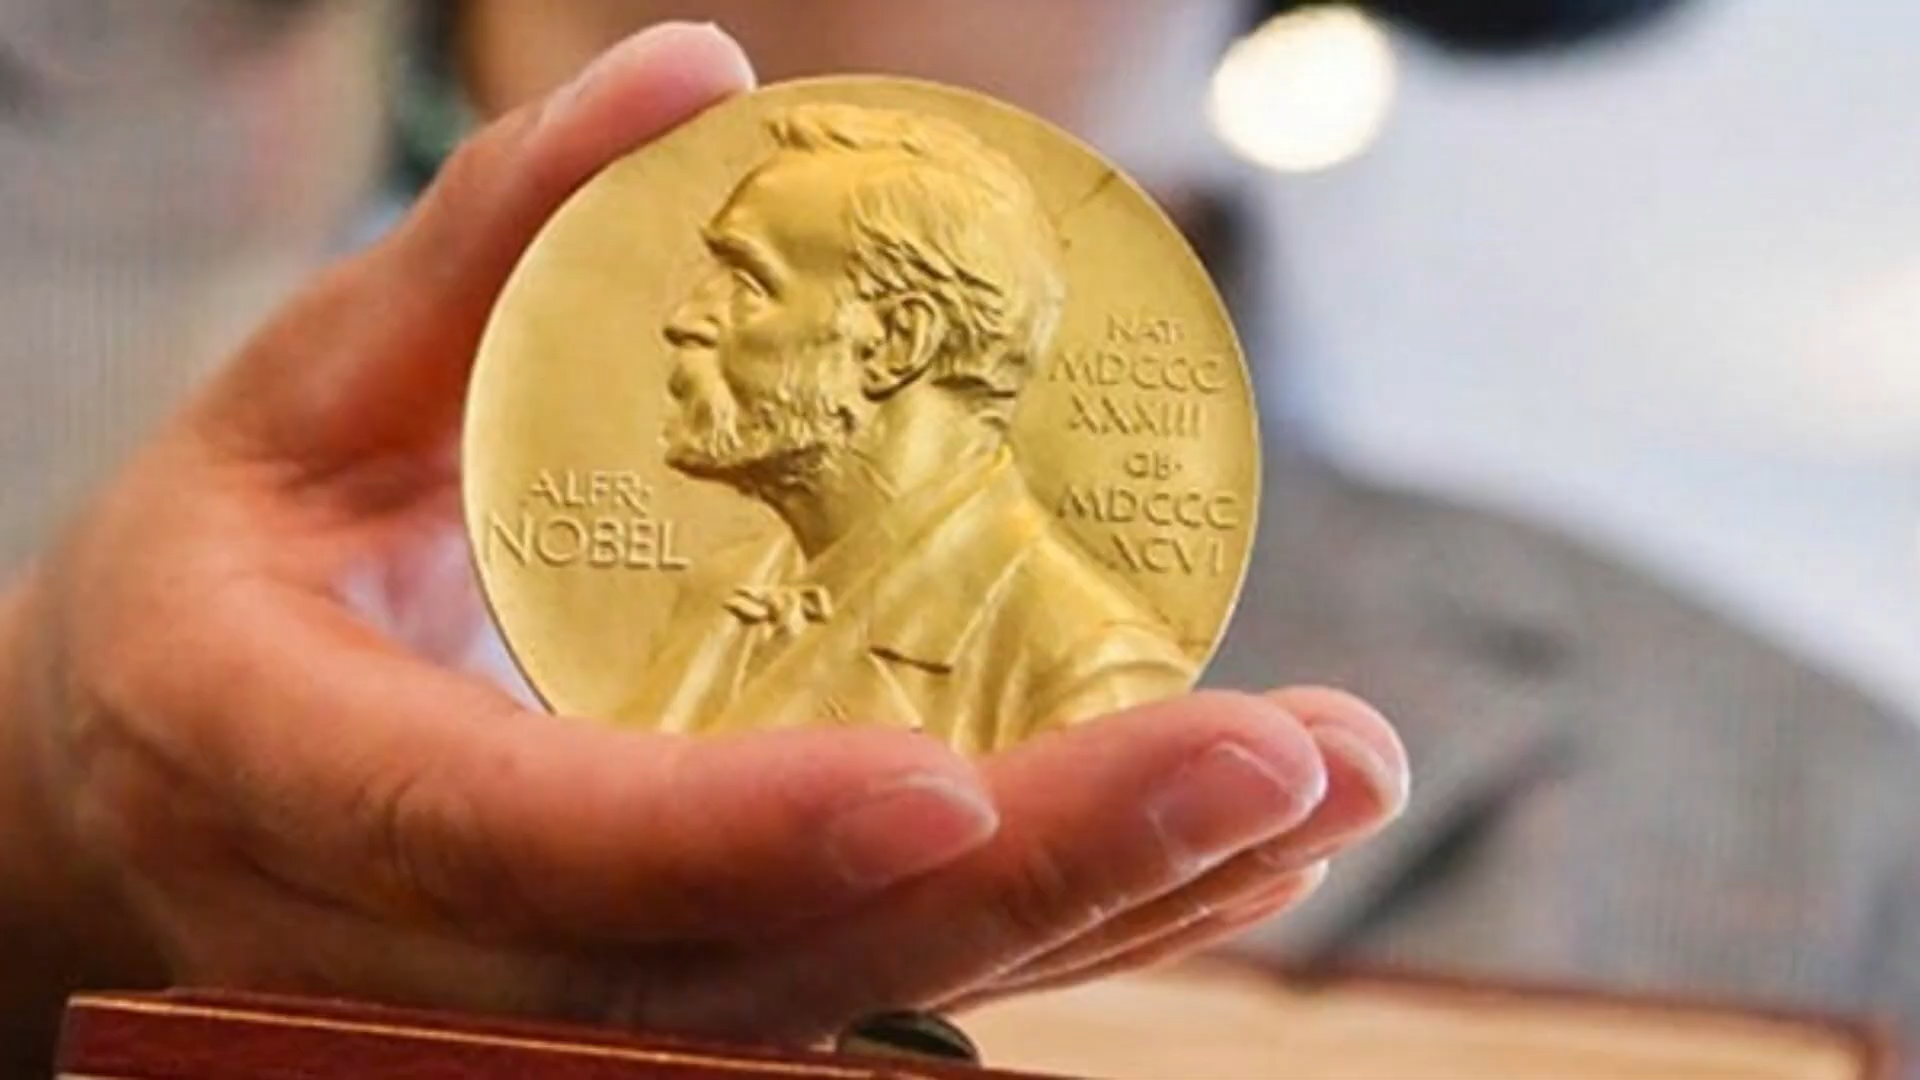 ALFR·
NOBEL
NAT·
MDCCC
XXXIII
OB·
MDCCC
XCVI